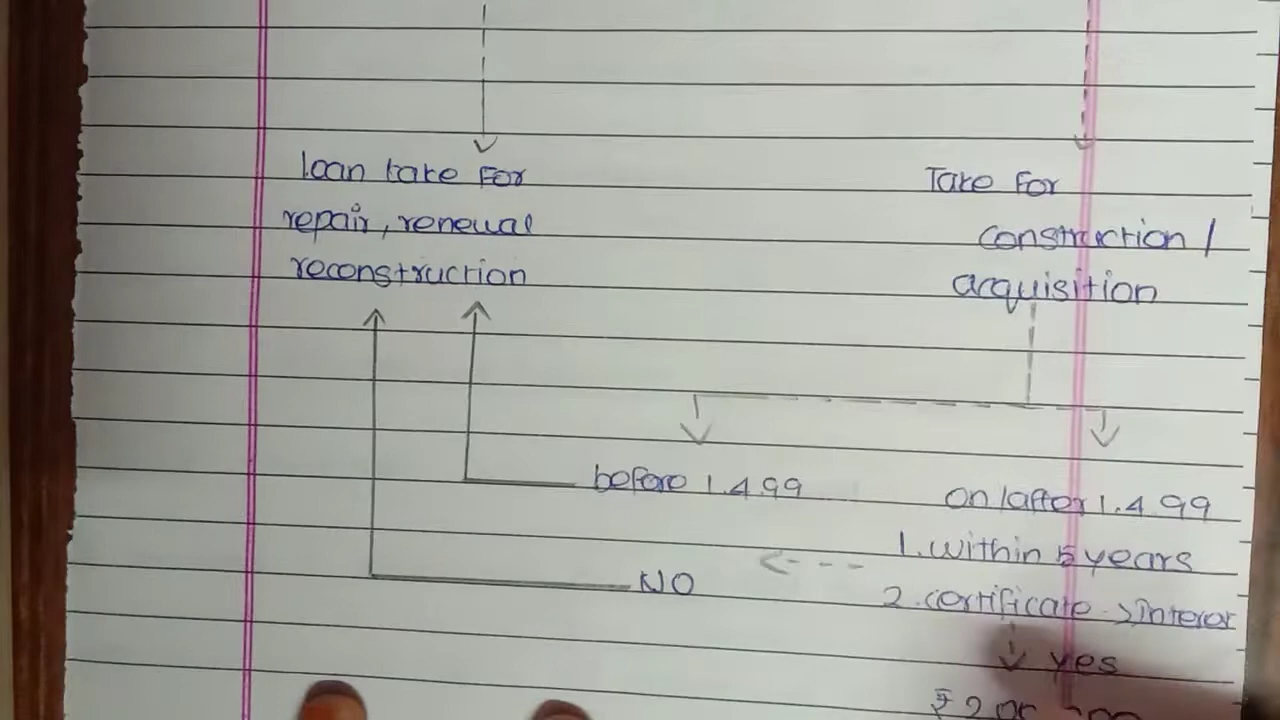 loan take for
repair, renewal
reconstruction
Take For
construction /
acquisition
before 1.4.99
on/after 1.4.99
1. within 5 years
NO
2. certificate ->
yes